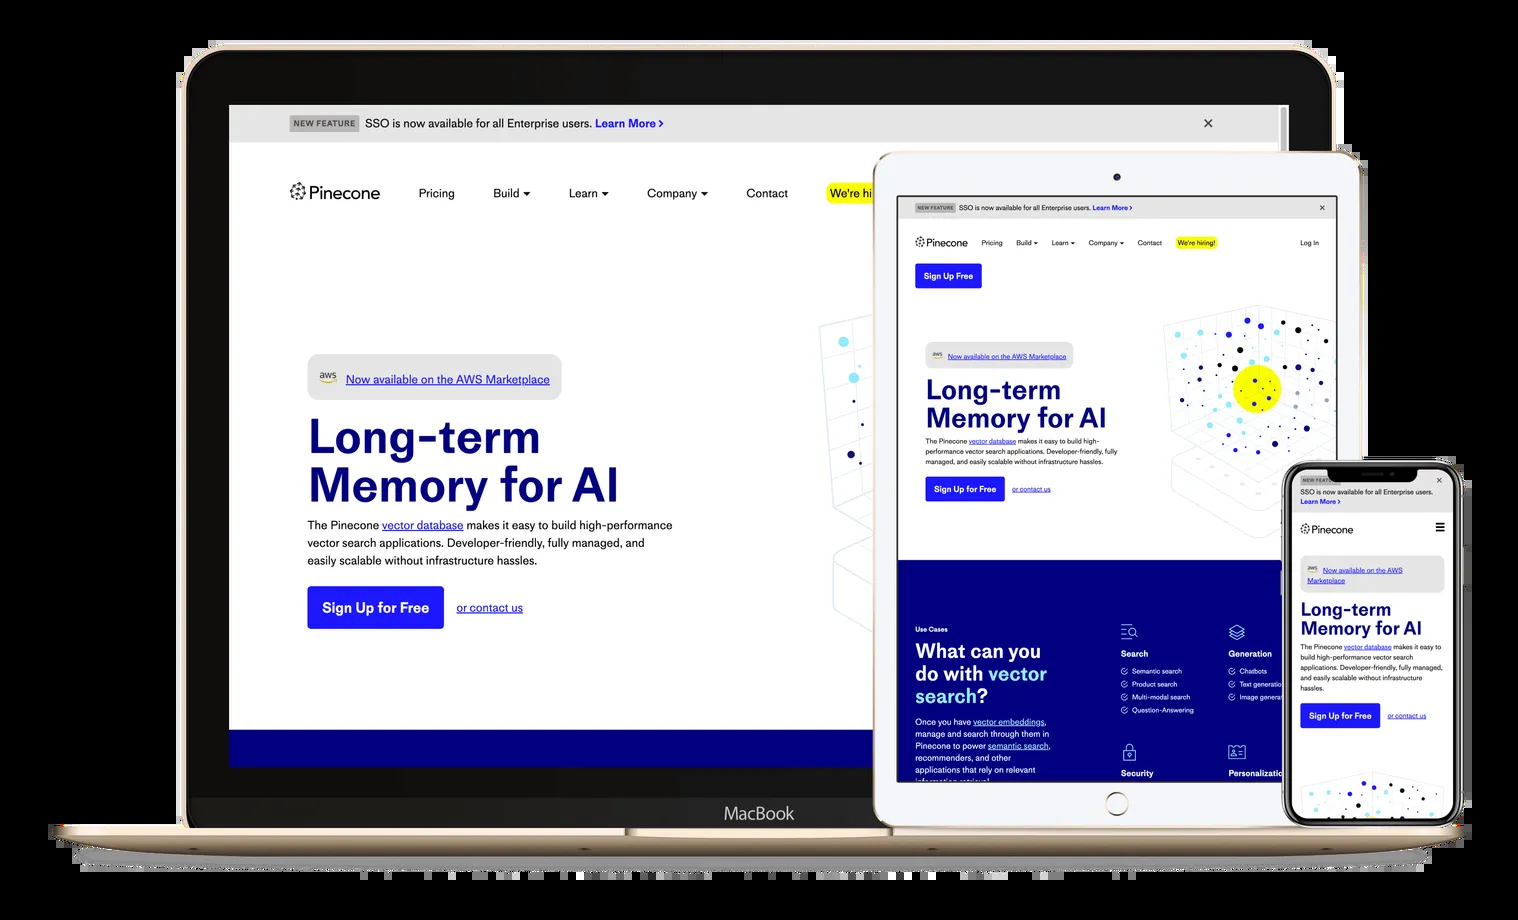 NEW FEATURE SSO is now available for all Enterprise users. Learn More
Pinecone Pricing Build Learn Company Contact We're hi
aws Now available on the AWS Marketplace
Long-term
Memory for AI
The Pinecone vector database makes it easy to build high-performance
vector search applications. Developer-friendly, fully managed, and
easily scalable without infrastructure hassles.
Sign Up for Free or contact us
MacBook
NEW FEATURE SSO is now available for all Enterprise users. Learn More
Pinecone Pricing Build Learn Company Contact We're hiring! Log In
Sign Up Free
aws Now available on the AWS Marketplace
Long-term
Memory for AI
The Pinecone vector database makes it easy to build high-
performance vector search applications. Developer-friendly, fully
managed, and easily scalable without infrastructure hassles.
Sign Up for Free or contact us
Use Cases
What can you
do with vector
search?
Once you have vector embeddings,
manage and search through them in
Pinecone to power semantic search,
recommenders, and other
applications that rely on relevant
Search
Semantic search
Product search
Multi-modal search
Question-Answering
Generation
Chatbots
Text generatio
Image genera
Security
Personalizatio
NEW FEATU
SSO is now available for all Enterprise users.
Learn More
Pinecone
aws Now available on the AWS
Marketplace
Long-term
Memory for AI
The Pinecone vector database makes it easy to
build high-performance vector search
applications. Developer-friendly, fully managed,
and easily scalable without infrastructure
hassles.
Sign Up for Free or contact us